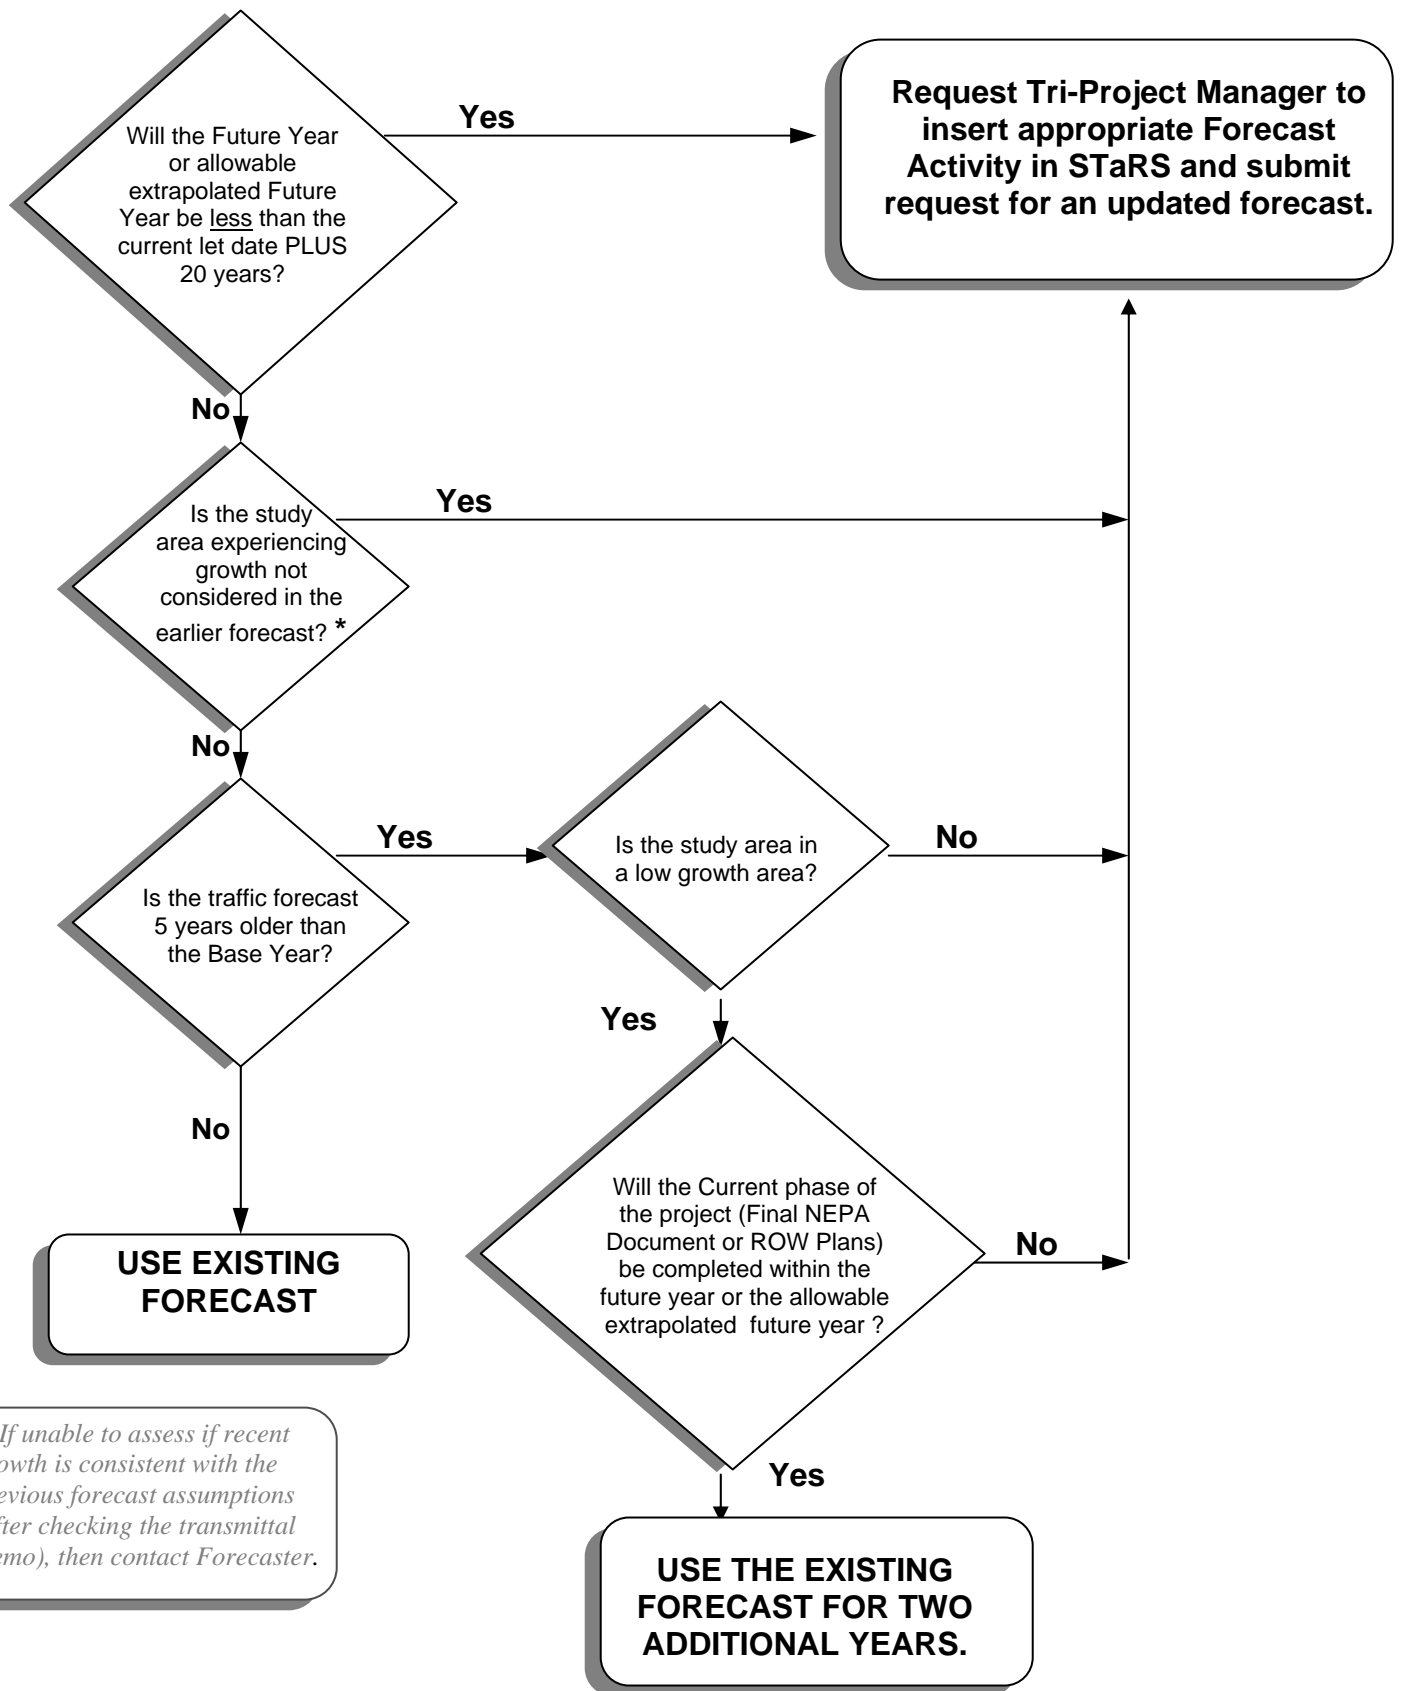 Will the Future Year
or allowable
extrapolated Future
Year be less than the
current let date PLUS
20 years?
Yes
Request Tri-Project Manager to
insert appropriate Forecast
Activity in STaRS and submit
request for an updated forecast.
No
Is the study
area experiencing
growth not
considered in the
earlier forecast? *
Yes
No
Is the traffic forecast
5 years older than
the Base Year?
Yes
Is the study area in
a low growth area?
No
Yes
No
Will the Current phase of
the project (Final NEPA
Document or ROW Plans)
be completed within the
future year or the allowable
extrapolated future year ?
No
USE EXISTING
FORECAST
If unable to assess if recent
owth is consistent with the
evious forecast assumptions
fter checking the transmittal
emo), then contact Forecaster.
Yes
USE THE EXISTING
FORECAST FOR TWO
ADDITIONAL YEARS.